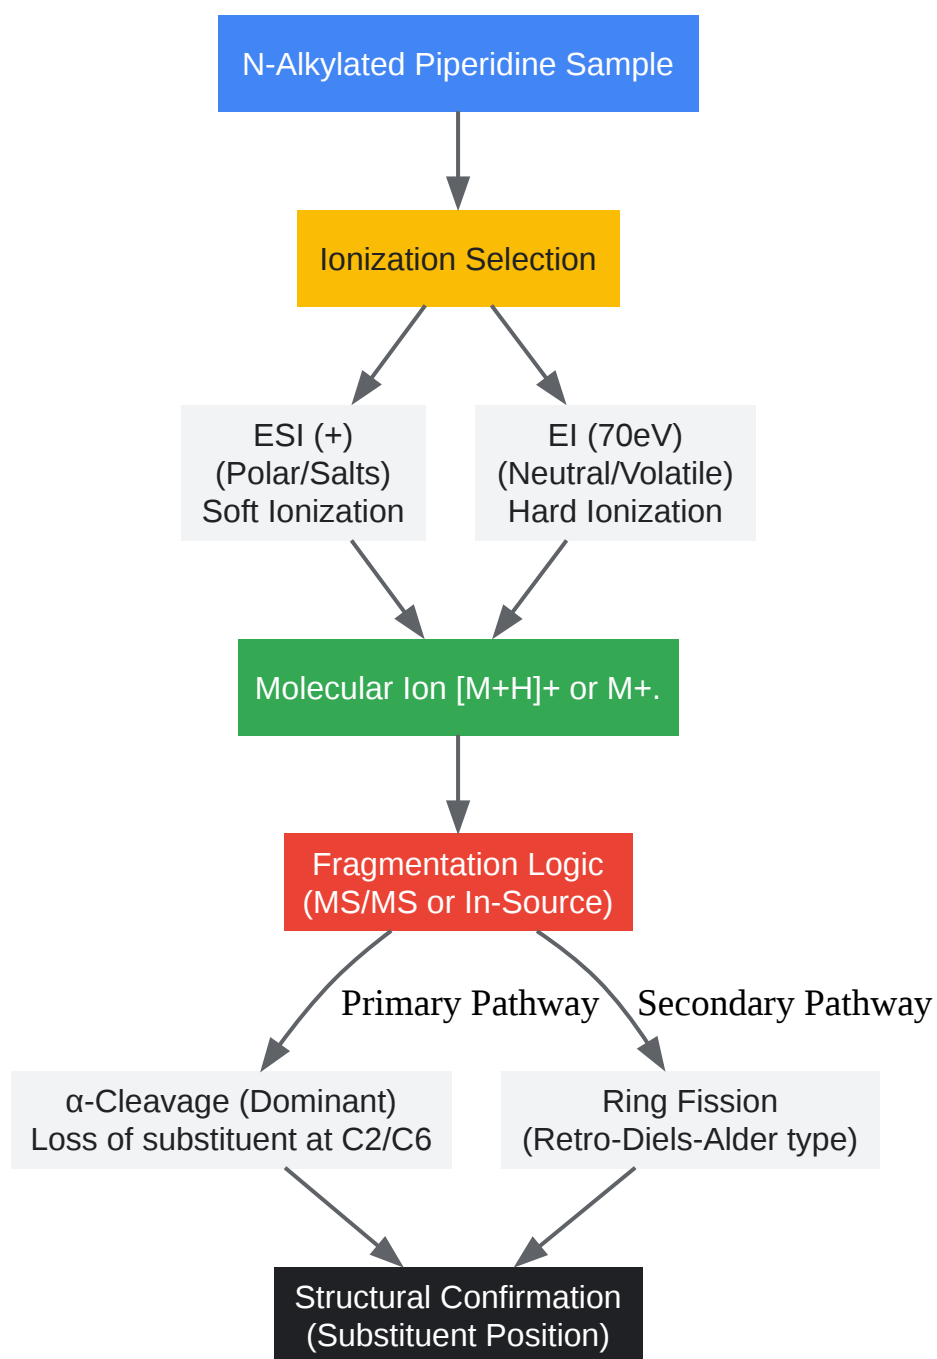 N-Alkylated Piperidine Sample
Ionization Selection
ESI (+)
(Polar/Salts)
Soft Ionization
EI (70eV)
(Neutral/Volatile)
Hard Ionization
Molecular Ion [M+H]+ or M+.
Fragmentation Logic
(MS/MS or In-Source)
Primary Pathway
Secondary Pathway
α-Cleavage (Dominant)
Loss of substituent at C2/C6
Ring Fission
(Retro-Diels-Alder type)
Structural Confirmation
(Substituent Position)